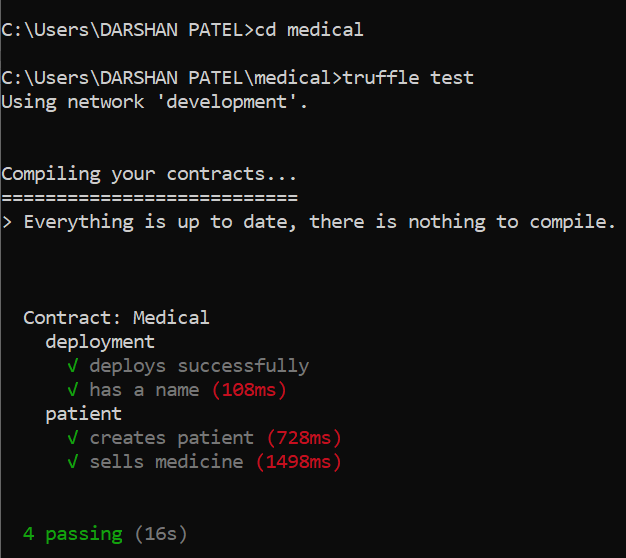 C:\Users\DARSHAN PATEL>cd medical
C:\Users\DARSHAN PATEL\medical>truffle test
Using network 'development'.
Compiling your contracts...
===========================
> Everything is up to date, there is nothing to compile.
Contract: Medical
deployment
√ deploys successfully
√ has a name (108ms)
patient
√ creates patient (728ms)
√ sells medicine (1498ms)
4 passing (16s)